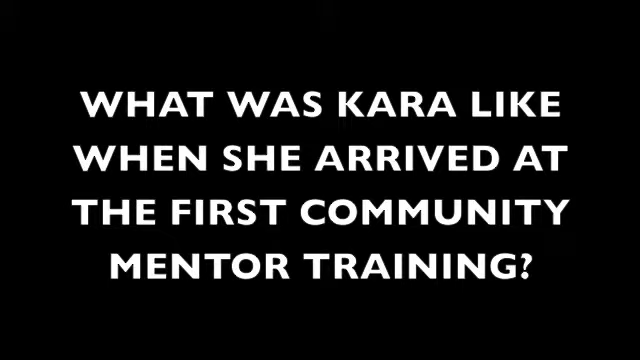 WHAT WAS KARA LIKE
WHEN SHE ARRIVED AT
THE FIRST COMMUNITY
MENTOR TRAINING?